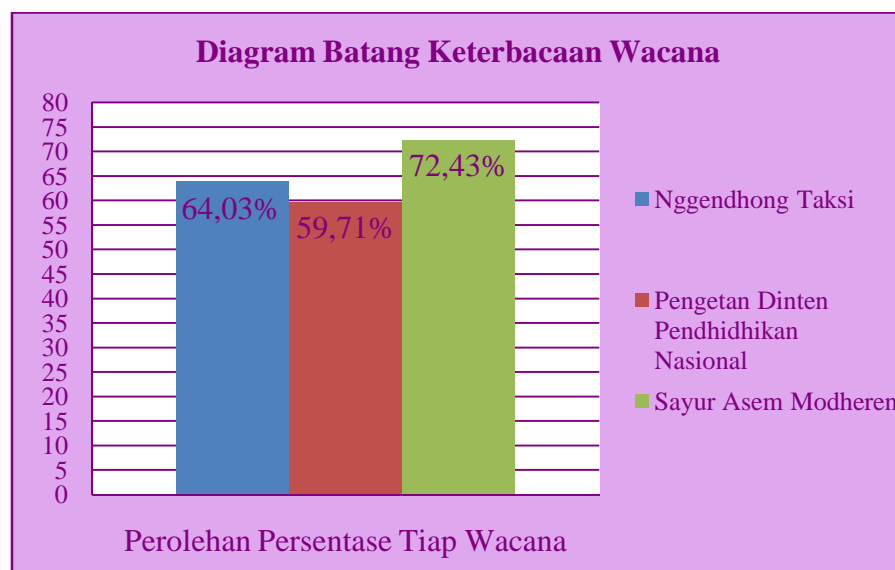 Diagram Batang Keterbacaan Wacana
80
75
70
65
60
55
50
45
40
35
30
25
20
15
10
5
0
64,03%
59,71%
72,43%
Nggendhong Taksi
Pengetan Dinten
Pendhidhikan
Nasional
Sayur Asem Modheren
Perolehan Persentase Tiap Wacana